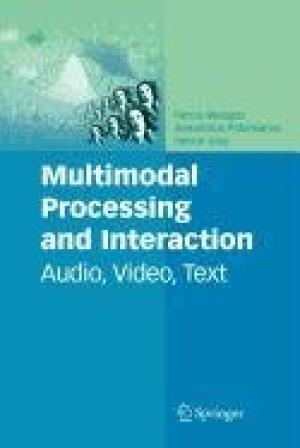 Multimodal
Processing
and Interaction
Audio, Video, Text
Springer